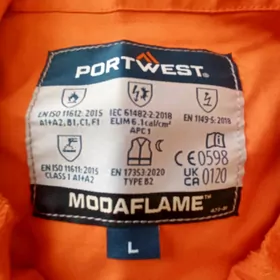 PORTWEST®
EN ISO 11612:2015
A1+A2, B1, C1, F1
IEC 61482-2:2018
ELIM 6.1cal/cm²
APC 1
EN 1149-5:2018
EN ISO 11611:2015
CLASS 1 A1+A2
EN 17353:2020
TYPE B2
CE 0598
UK CA 0120
MODAFLAME™
L